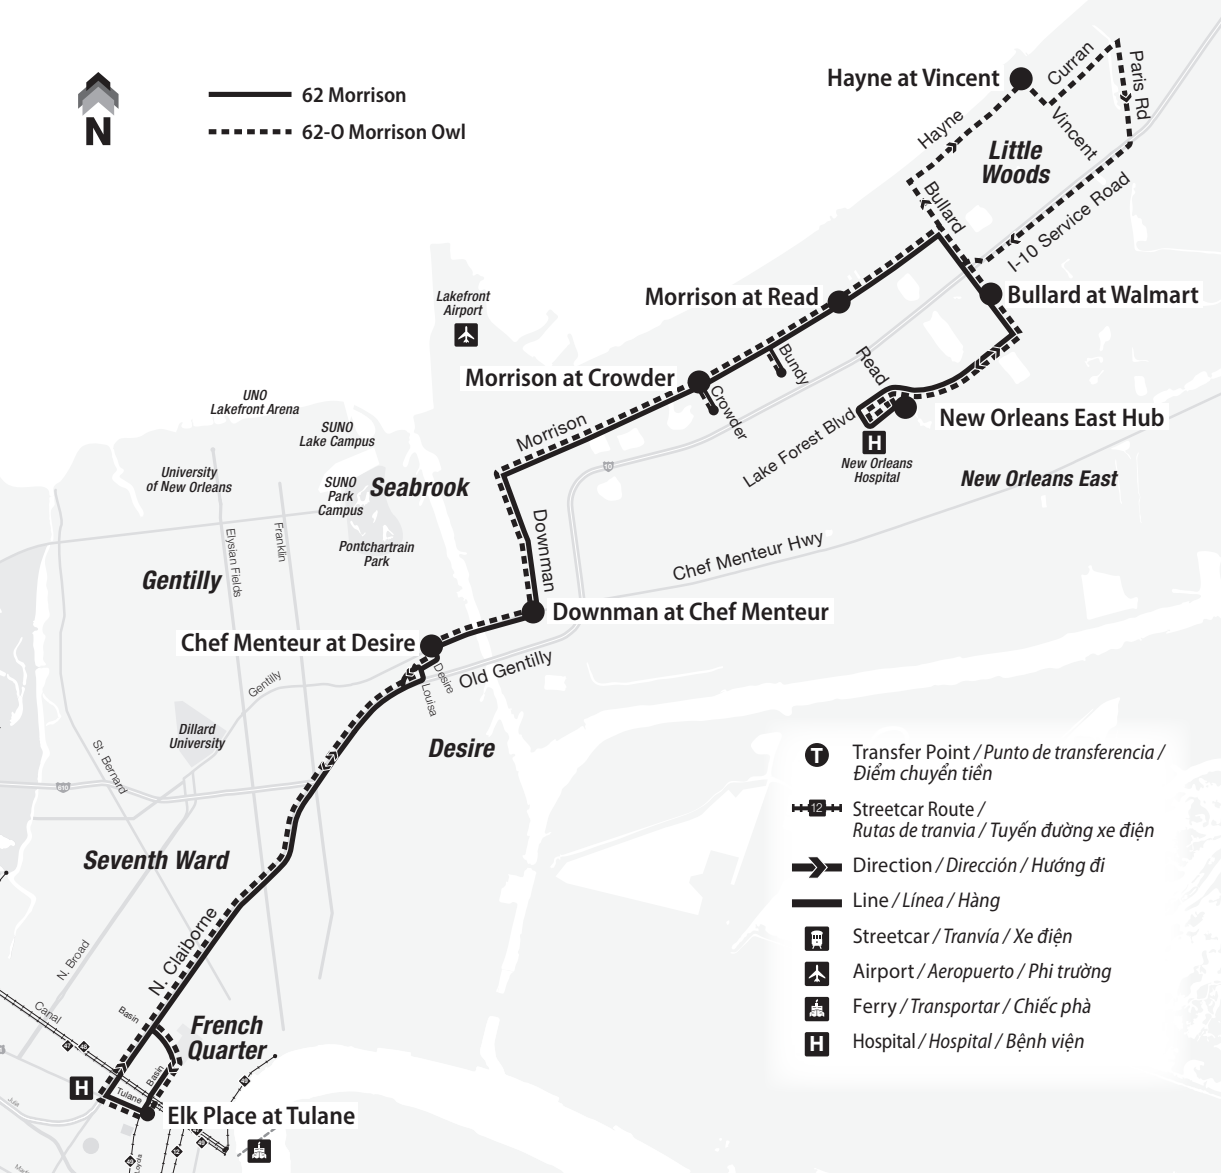 N
62 Morrison
62-O Morrison Owl
Hayne at Vincent
Curran
Paris Rd
Hayne
Vincent
Little
Woods
Bullard
I-10 Service Road
Lakefront
Airport
Morrison at Read
Bullard at Walmart
Bundy
Read
Morrison at Crowder
Crowder
UNO
Lakefront Arena
SUNO
Lake Campus
Morrison
Lake Forest Blvd
New Orleans East Hub
H
New Orleans
Hospital
University
of New Orleans
SUNO
Park
Campus
Seabrook
10
New Orleans East
Elysian Fields
Franklin
Pontchartrain
Park
Downman
Chef Menteur Hwy
Gentilly
Downman at Chef Menteur
Chef Menteur at Desire
Old Gentilly
Desire
Louisa
Gentilly
Dillard
University
Desire
St. Bernard
610
Seventh Ward
N. Claiborne
N. Broad
Canal
Basin
French
Quarter
Basin
H
Tulane
Elk Place at Tulane
T
Transfer Point / Punto de transferencia /
Điểm chuyển tiền
12
Streetcar Route /
Rutas de tranvia / Tuyến đường xe điện
Direction / Dirección / Hướng đi
Line / Línea / Hàng
Streetcar / Tranvía / Xe điện
Airport / Aeropuerto / Phi trường
Ferry / Transportar / Chiếc phà
H
Hospital / Hospital / Bệnh viện